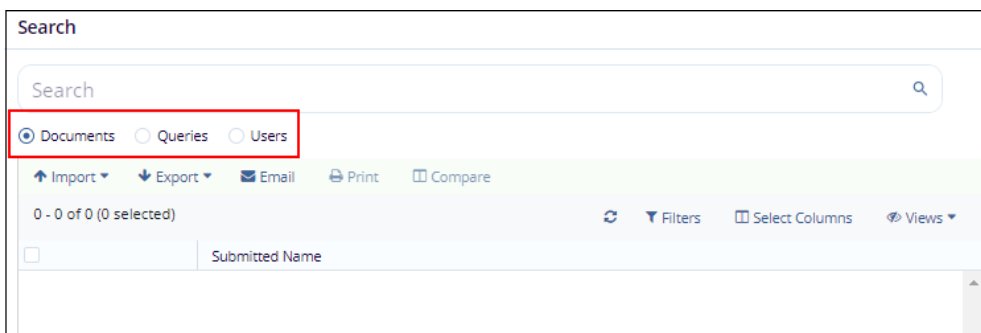 Search
Search
Documents Queries Users
Import Export Email Print Compare
0 - 0 of 0 (0 selected) Filters Select Columns Views
Submitted Name